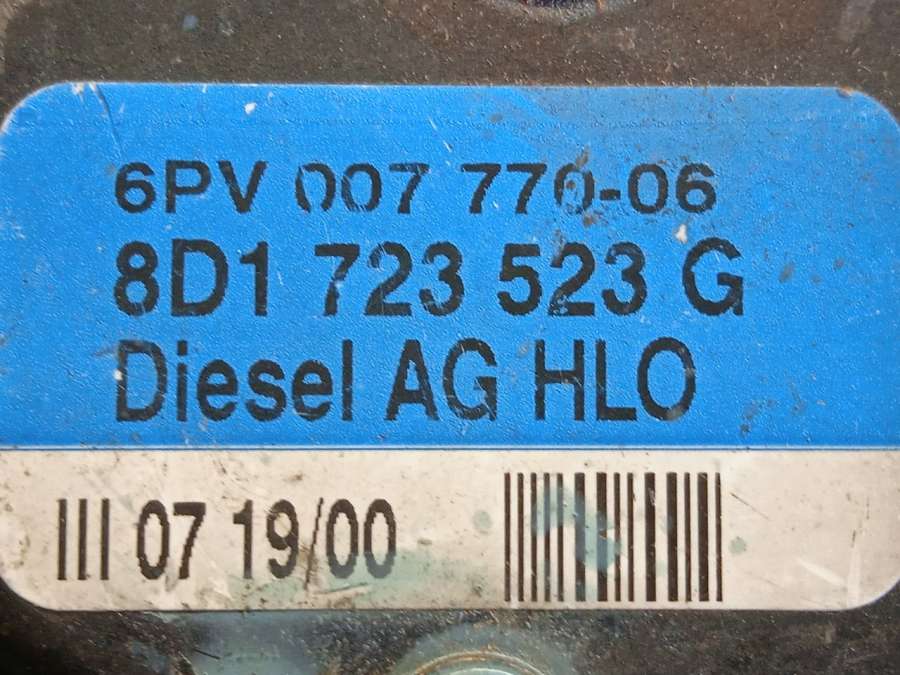 6PV 007 770-06
8D1 723 523 G
Diesel AG HLO
III 07 19/00